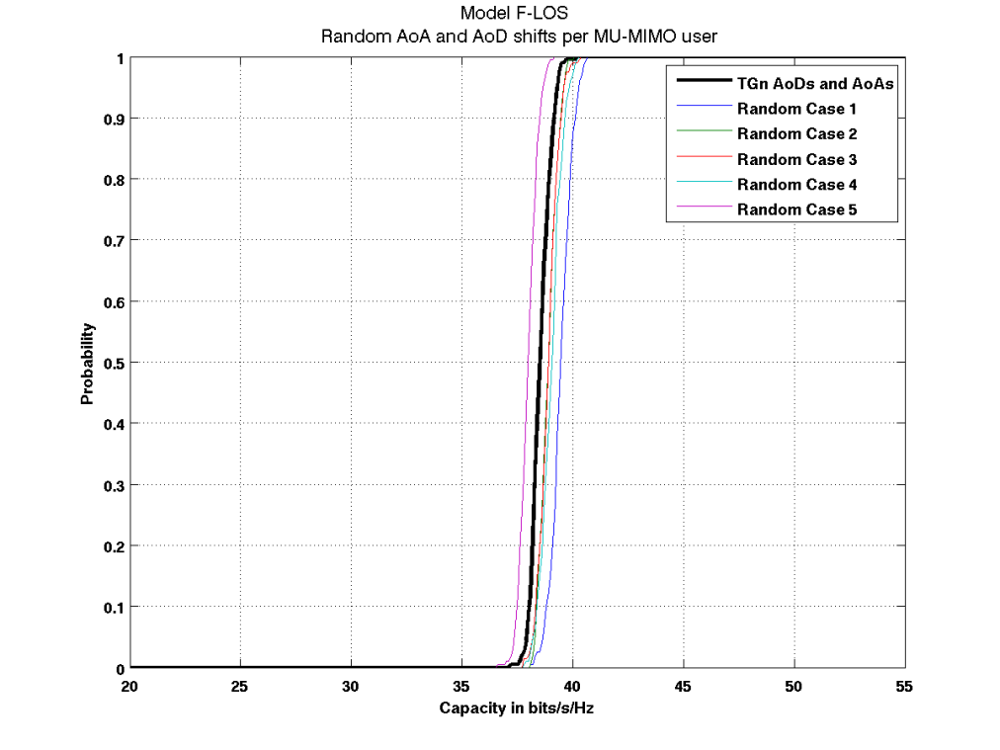 Model F-LOS
Random AoA and AoD shifts per MU-MIMO user
TGn AoDs and AoAs
Random Case 1
Random Case 2
Random Case 3
Random Case 4
Random Case 5
Probability
1
0.9
0.8
0.7
0.6
0.5
0.4
0.3
0.2
0.1
0
20 25 30 35 40 45 50 55
Capacity in bits/s/Hz